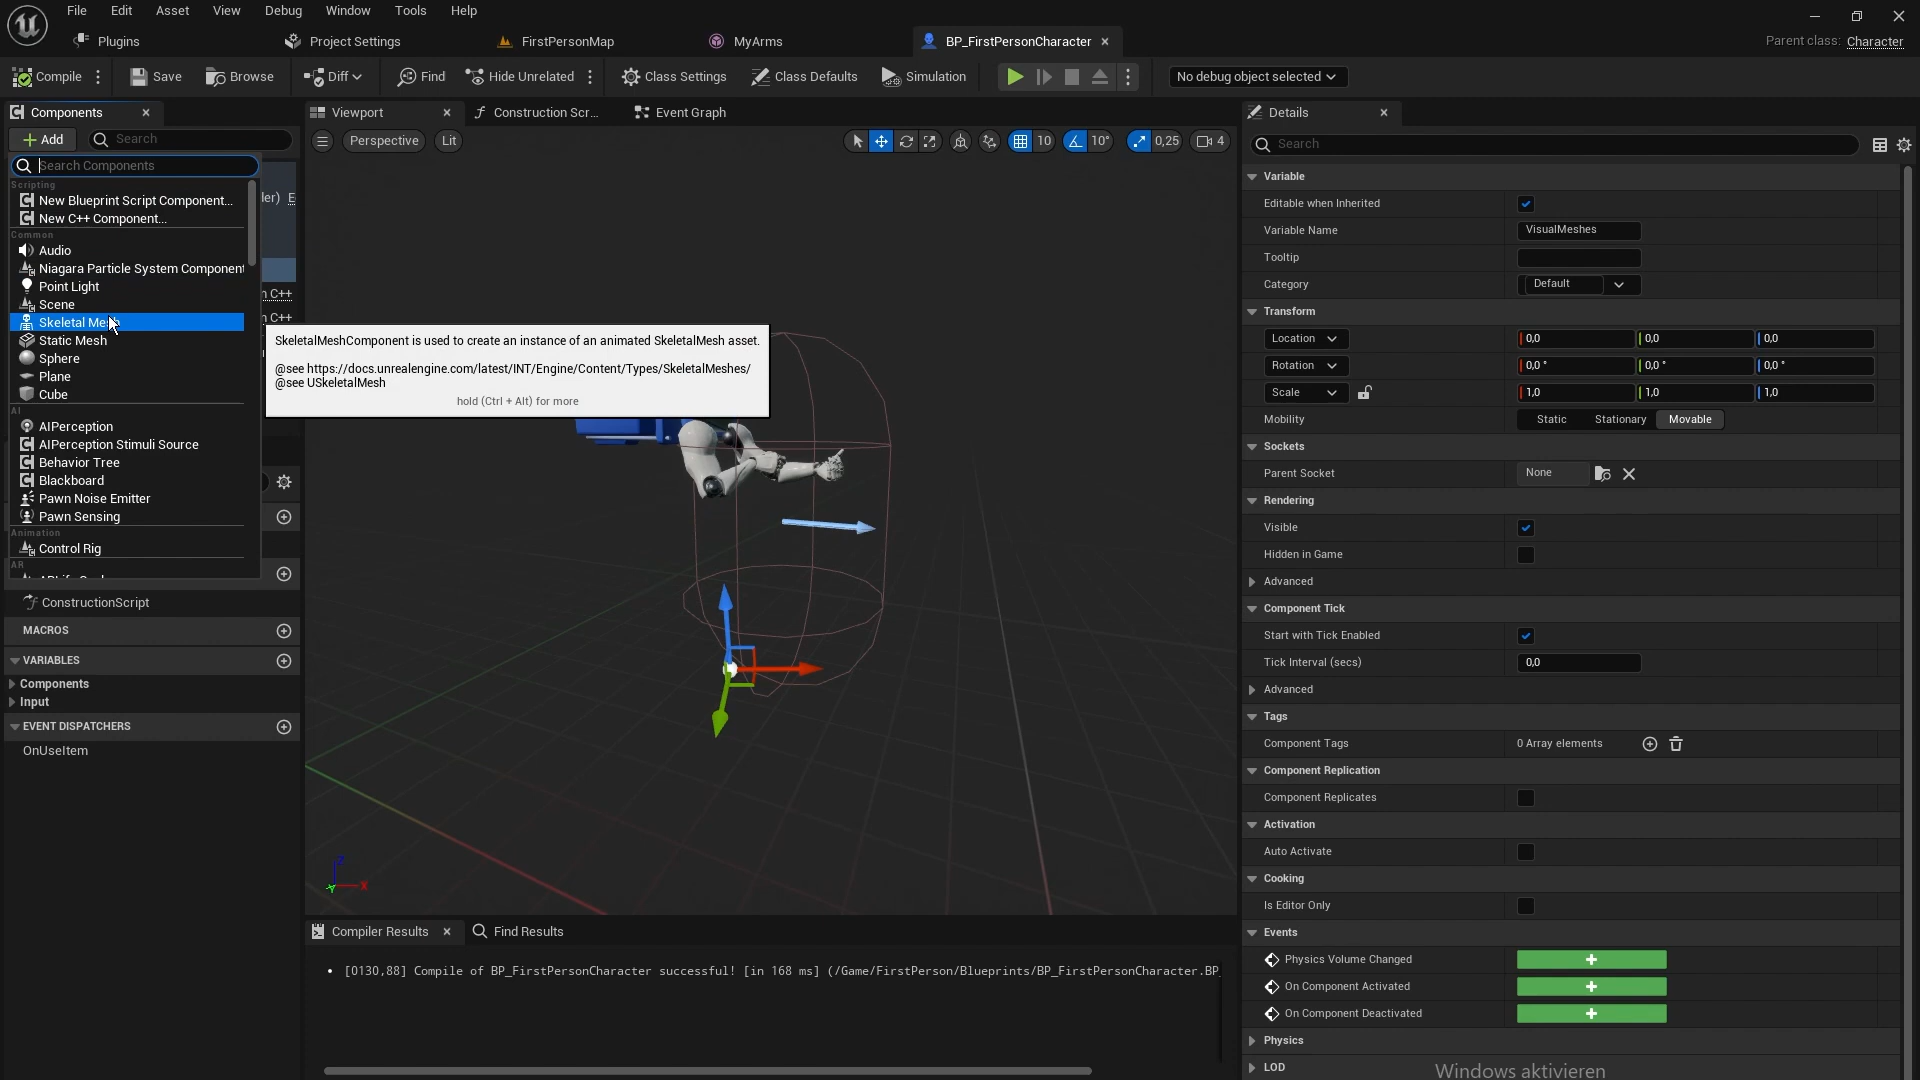 File Edit Asset View Debug Window Tools Help
Plugins Project Settings FirstPersonMap MyArms BP_FirstPersonCharacter
Parent class: Character
Compile Save Browse Diff Find Hide Unrelated Class Settings Class Defaults Simulation No debug object selected
Components
Add Search
Search Components
Scripting
New Blueprint Script Component...
New C++ Component...
Common
Audio
Niagara Particle System Component
Point Light
Scene
Skeletal Mesh
Static Mesh
Sphere
Plane
Cube
AI
AIPerception
AIPerception Stimuli Source
Behavior Tree
Blackboard
Pawn Noise Emitter
Pawn Sensing
Animation
Control Rig
AR
ler) E
n C++
n C++
ConstructionScript
MACROS
VARIABLES
Components
Input
EVENT DISPATCHERS
OnUseItem
Viewport Construction Scr... Event Graph
Perspective Lit 10 10° 0,25 4
SkeletalMeshComponent is used to create an instance of an animated SkeletalMesh asset.
@see https://docs.unrealengine.com/latest/INT/Engine/Content/Types/SkeletalMeshes/
@see USkeletalMesh
hold (Ctrl + Alt) for more
Z
Y X
Compiler Results Find Results
• [0130,88] Compile of BP_FirstPersonCharacter successful! [in 168 ms] (/Game/FirstPerson/Blueprints/BP_FirstPersonCharacter.BP_
Details
Search
Variable
Editable when Inherited
Variable Name VisualMeshes
Tooltip
Category Default
Transform
Location 0,0 0,0 0,0
Rotation 0,0 ° 0,0 ° 0,0 °
Scale 1,0 1,0 1,0
Mobility Static Stationary Movable
Sockets
Parent Socket None
Rendering
Visible
Hidden in Game
Advanced
Component Tick
Start with Tick Enabled
Tick Interval (secs) 0,0
Advanced
Tags
Component Tags 0 Array elements
Component Replication
Component Replicates
Activation
Auto Activate
Cooking
Is Editor Only
Events
Physics Volume Changed
On Component Activated
On Component Deactivated
Physics
LOD
Windows aktivieren